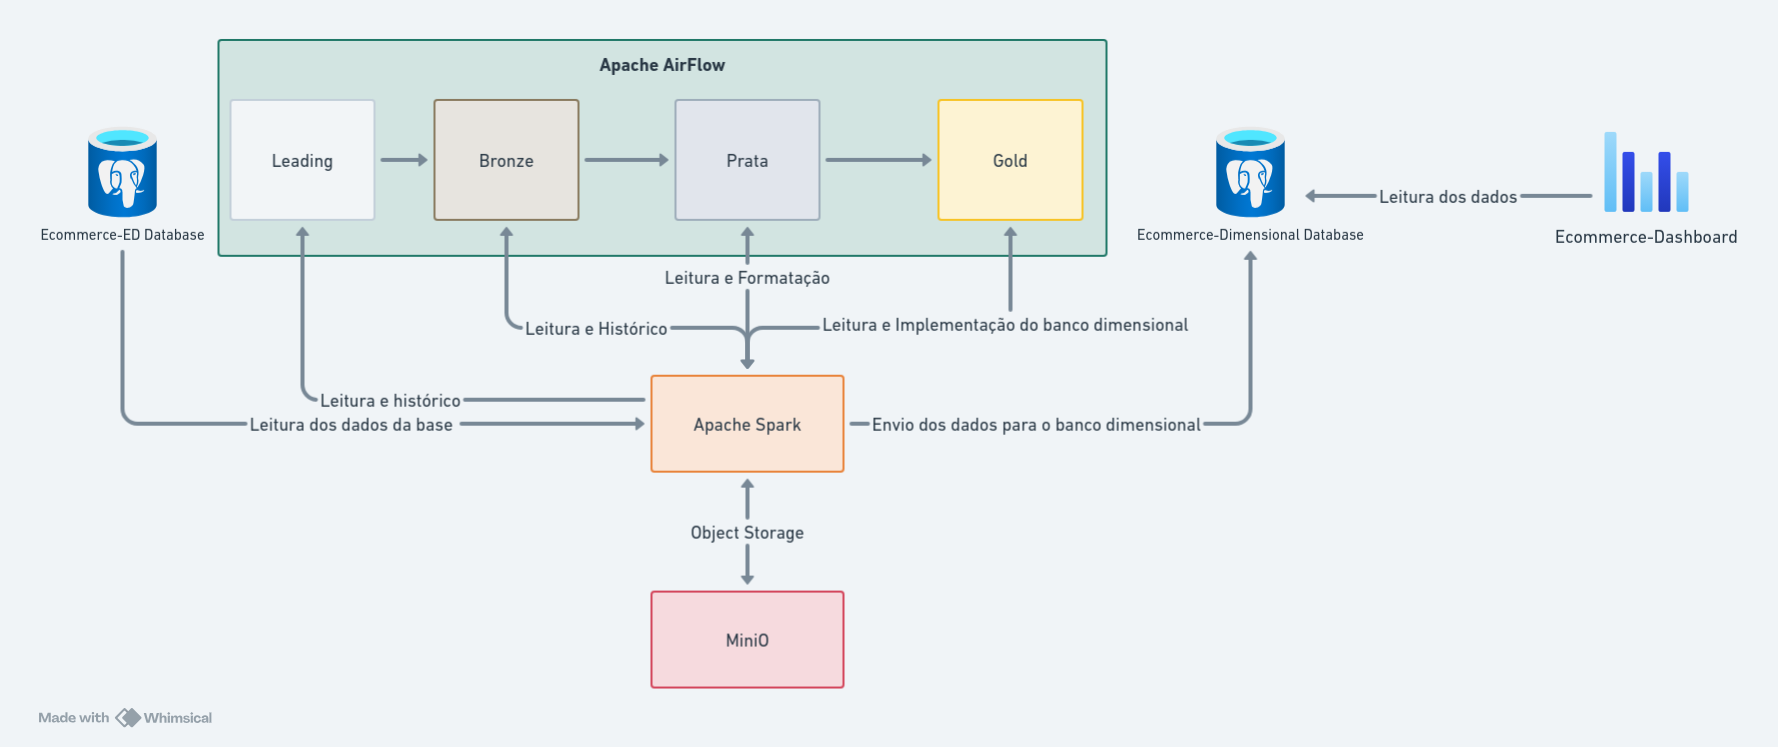 Apache AirFlow
Leading
Bronze
Prata
Gold
Ecommerce-ED Database
Ecommerce-Dimensional Database
Leitura dos dados
Ecommerce-Dashboard
Leitura e Formatação
Leitura e Histórico
Leitura e Implementação do banco dimensional
Leitura e histórico
Leitura dos dados da base
Apache Spark
Envio dos dados para o banco dimensional
Object Storage
MiniO
Made with Whimsical